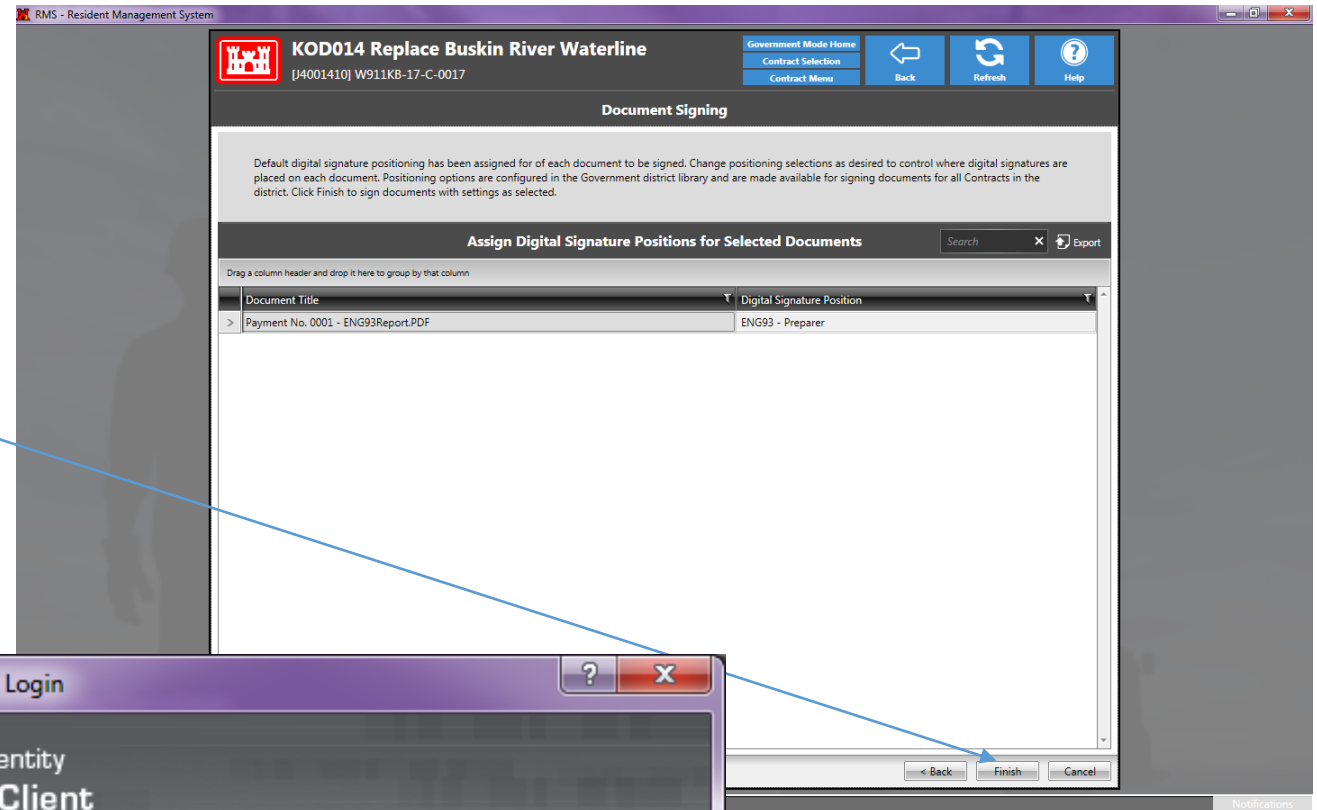 RMS - Resident Management System
KOD014 Replace Buskin River Waterline
[J4001410] W911KB-17-C-0017
Government Mode Home
Contract Selection
Contract Menu
Back
Refresh
Help
Document Signing
Default digital signature positioning has been assigned for of each document to be signed. Change positioning selections as desired to control where digital signatures are
placed on each document. Positioning options are configured in the Government district library and are made available for signing documents for all Contracts in the
district. Click Finish to sign documents with settings as selected.
Assign Digital Signature Positions for Selected Documents
Search
Export
Drag a column header and drop it here to group by that column
Document Title
Digital Signature Position
Payment No. 0001 - ENG93Report.PDF
ENG93 - Preparer
Login
entity
Client
< Back
Finish
Cancel
Notifications